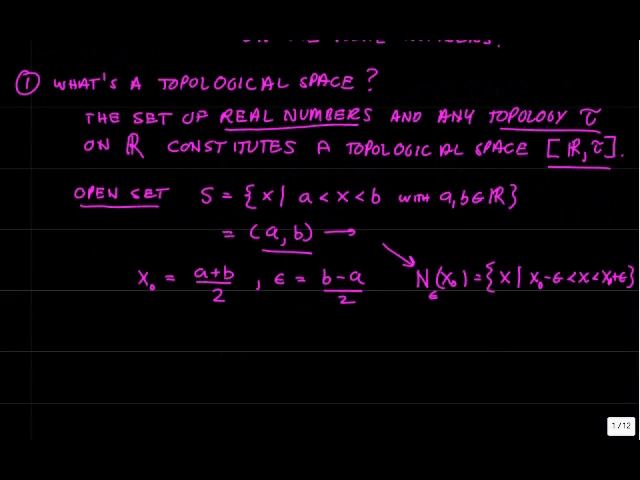 ① WHAT'S A TOPOLOGICAL SPACE?
THE SET OF REAL NUMBERS AND ANY TOPOLOGY τ
ON ℝ CONSTITUTES A TOPOLOGICAL SPACE [ℝ, τ].
OPEN SET S = {x | a < x < b WITH a, b ∈ ℝ}
= (a, b) →
x₀ = a+b/2 , ε = b-a/2 Nε(x₀) = {x | x₀-ε < x < x₀+ε}
1/12